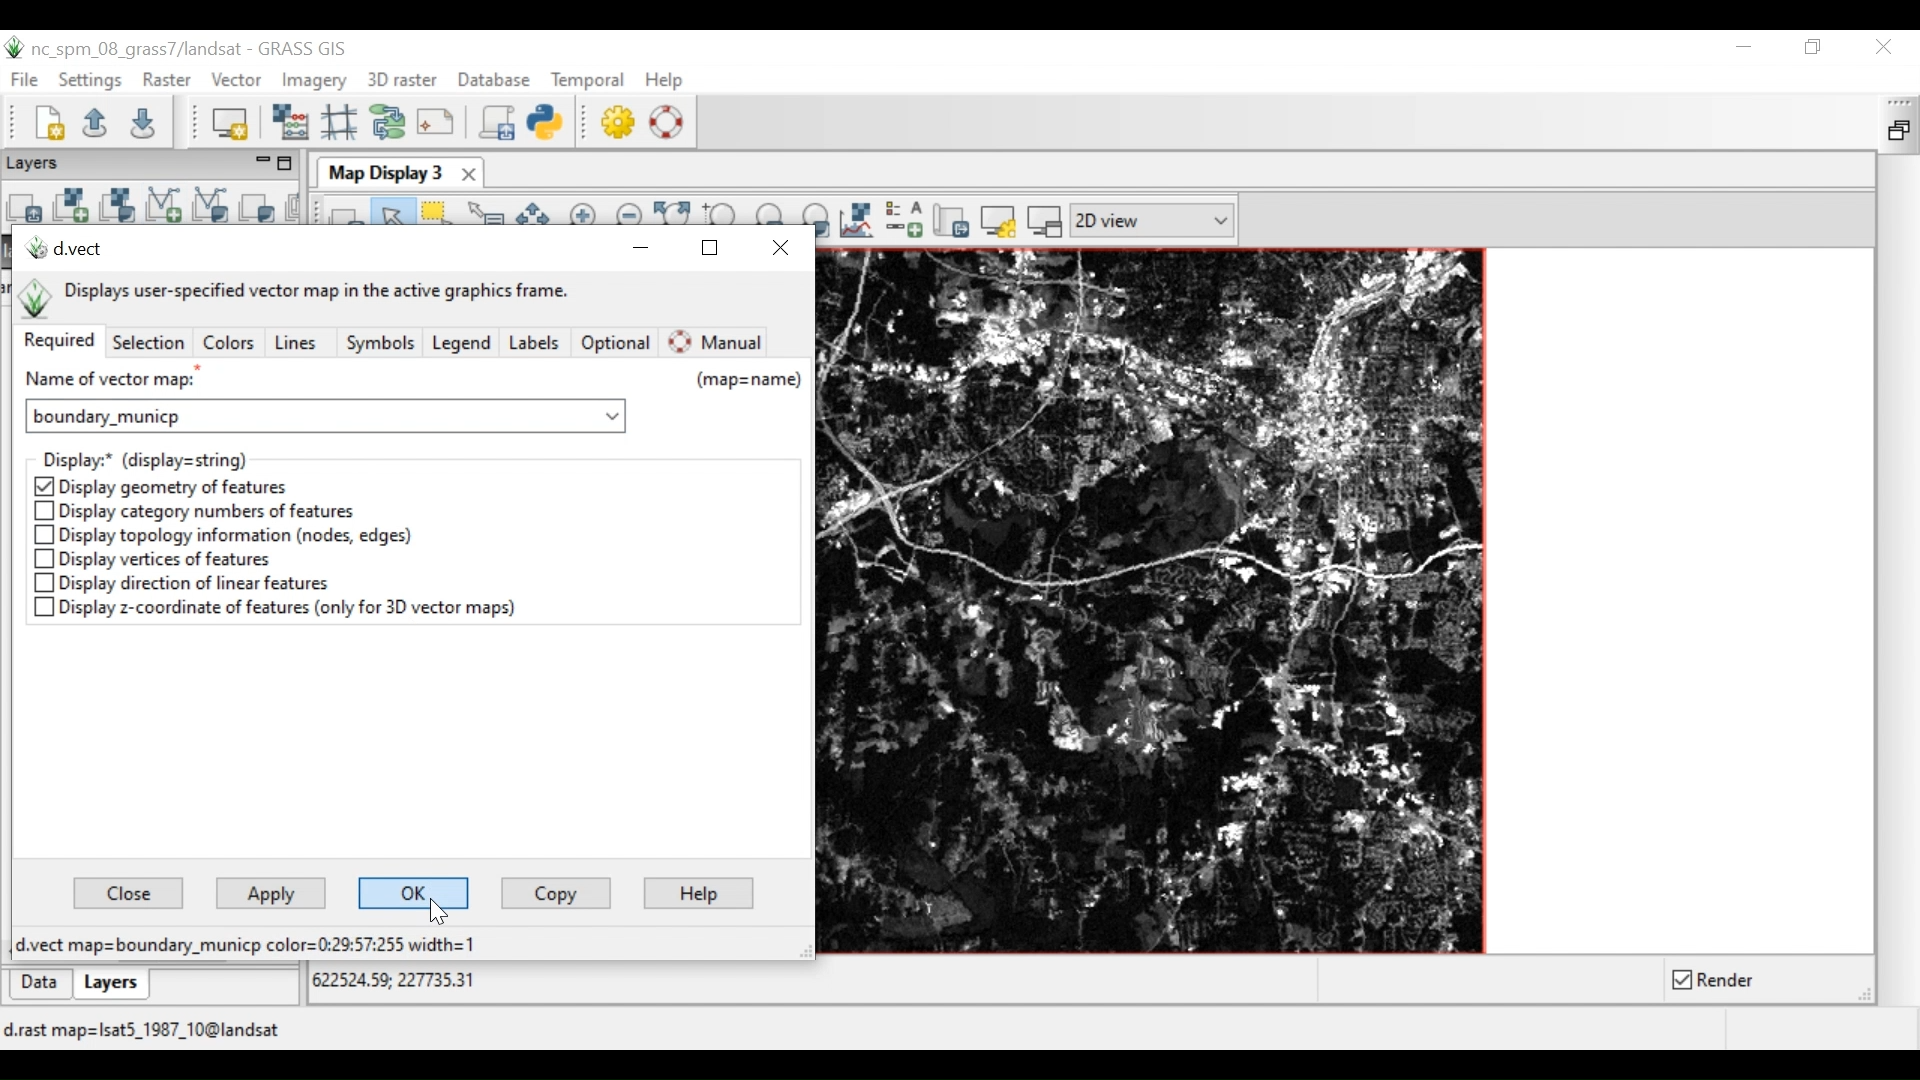 nc_spm_08_grass7/landsat - GRASS GIS
File Settings Raster Vector Imagery 3D raster Database Temporal Help
Layers
Map Display 3
2D view
d.vect
Displays user-specified vector map in the active graphics frame.
Required Selection Colors Lines Symbols Legend Labels Optional Manual
Name of vector map:* (map=name)
boundary_municp
Display:* (display=string)
Display geometry of features
Display category numbers of features
Display topology information (nodes, edges)
Display vertices of features
Display direction of linear features
Display z-coordinate of features (only for 3D vector maps)
Close Apply OK Copy Help
d.vect map=boundary_municp color=0:29:57:255 width=1
Data Layers
622524.59; 227735.31
Render
d.rast map=lsat5_1987_10@landsat